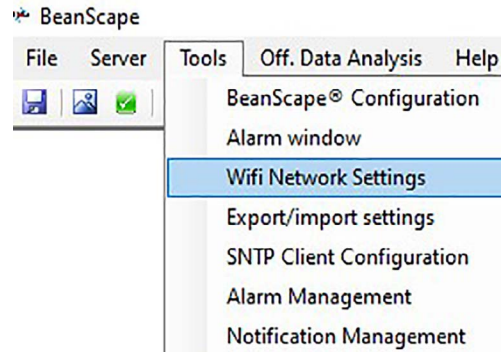 BeanScape
File Server Tools Off. Data Analysis Help
BeanScape® Configuration
Alarm window
Wifi Network Settings
Export/import settings
SNTP Client Configuration
Alarm Management
Notification Management